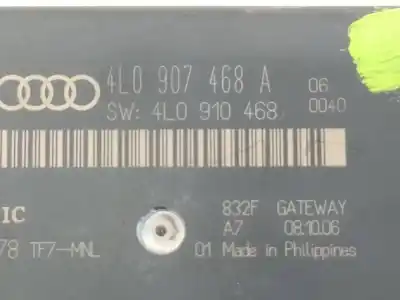 4L0 907 468 A 06
SW: 4L0 910 468 0040
IC 832F GATEWAY
A7 08.10.06
78 TF7-MNL 01 Made in Philippines